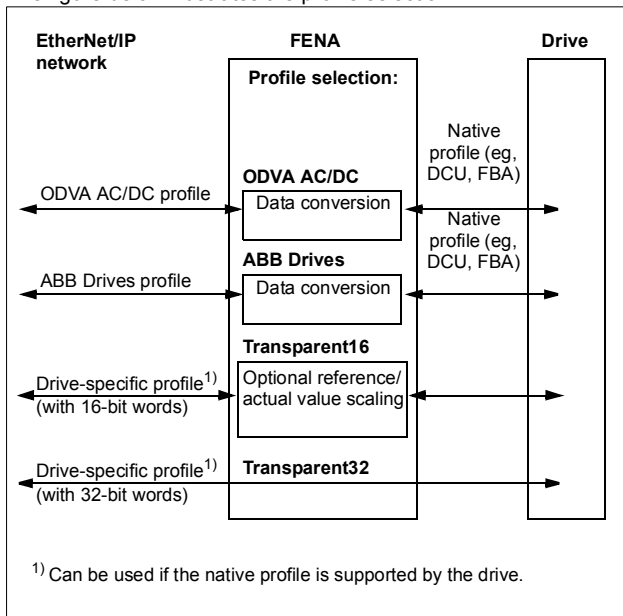 EtherNet/IP
network
FENA
Drive
Profile selection:
Native
profile (eg,
DCU, FBA)
ODVA AC/DC
ODVA AC/DC profile
Data conversion
Native
profile (eg,
DCU, FBA)
ABB Drives
ABB Drives profile
Data conversion
Transparent16
Drive-specific profile1)
(with 16-bit words)
Optional reference/
actual value scaling
Drive-specific profile1)
(with 32-bit words)
Transparent32
1) Can be used if the native profile is supported by the drive.